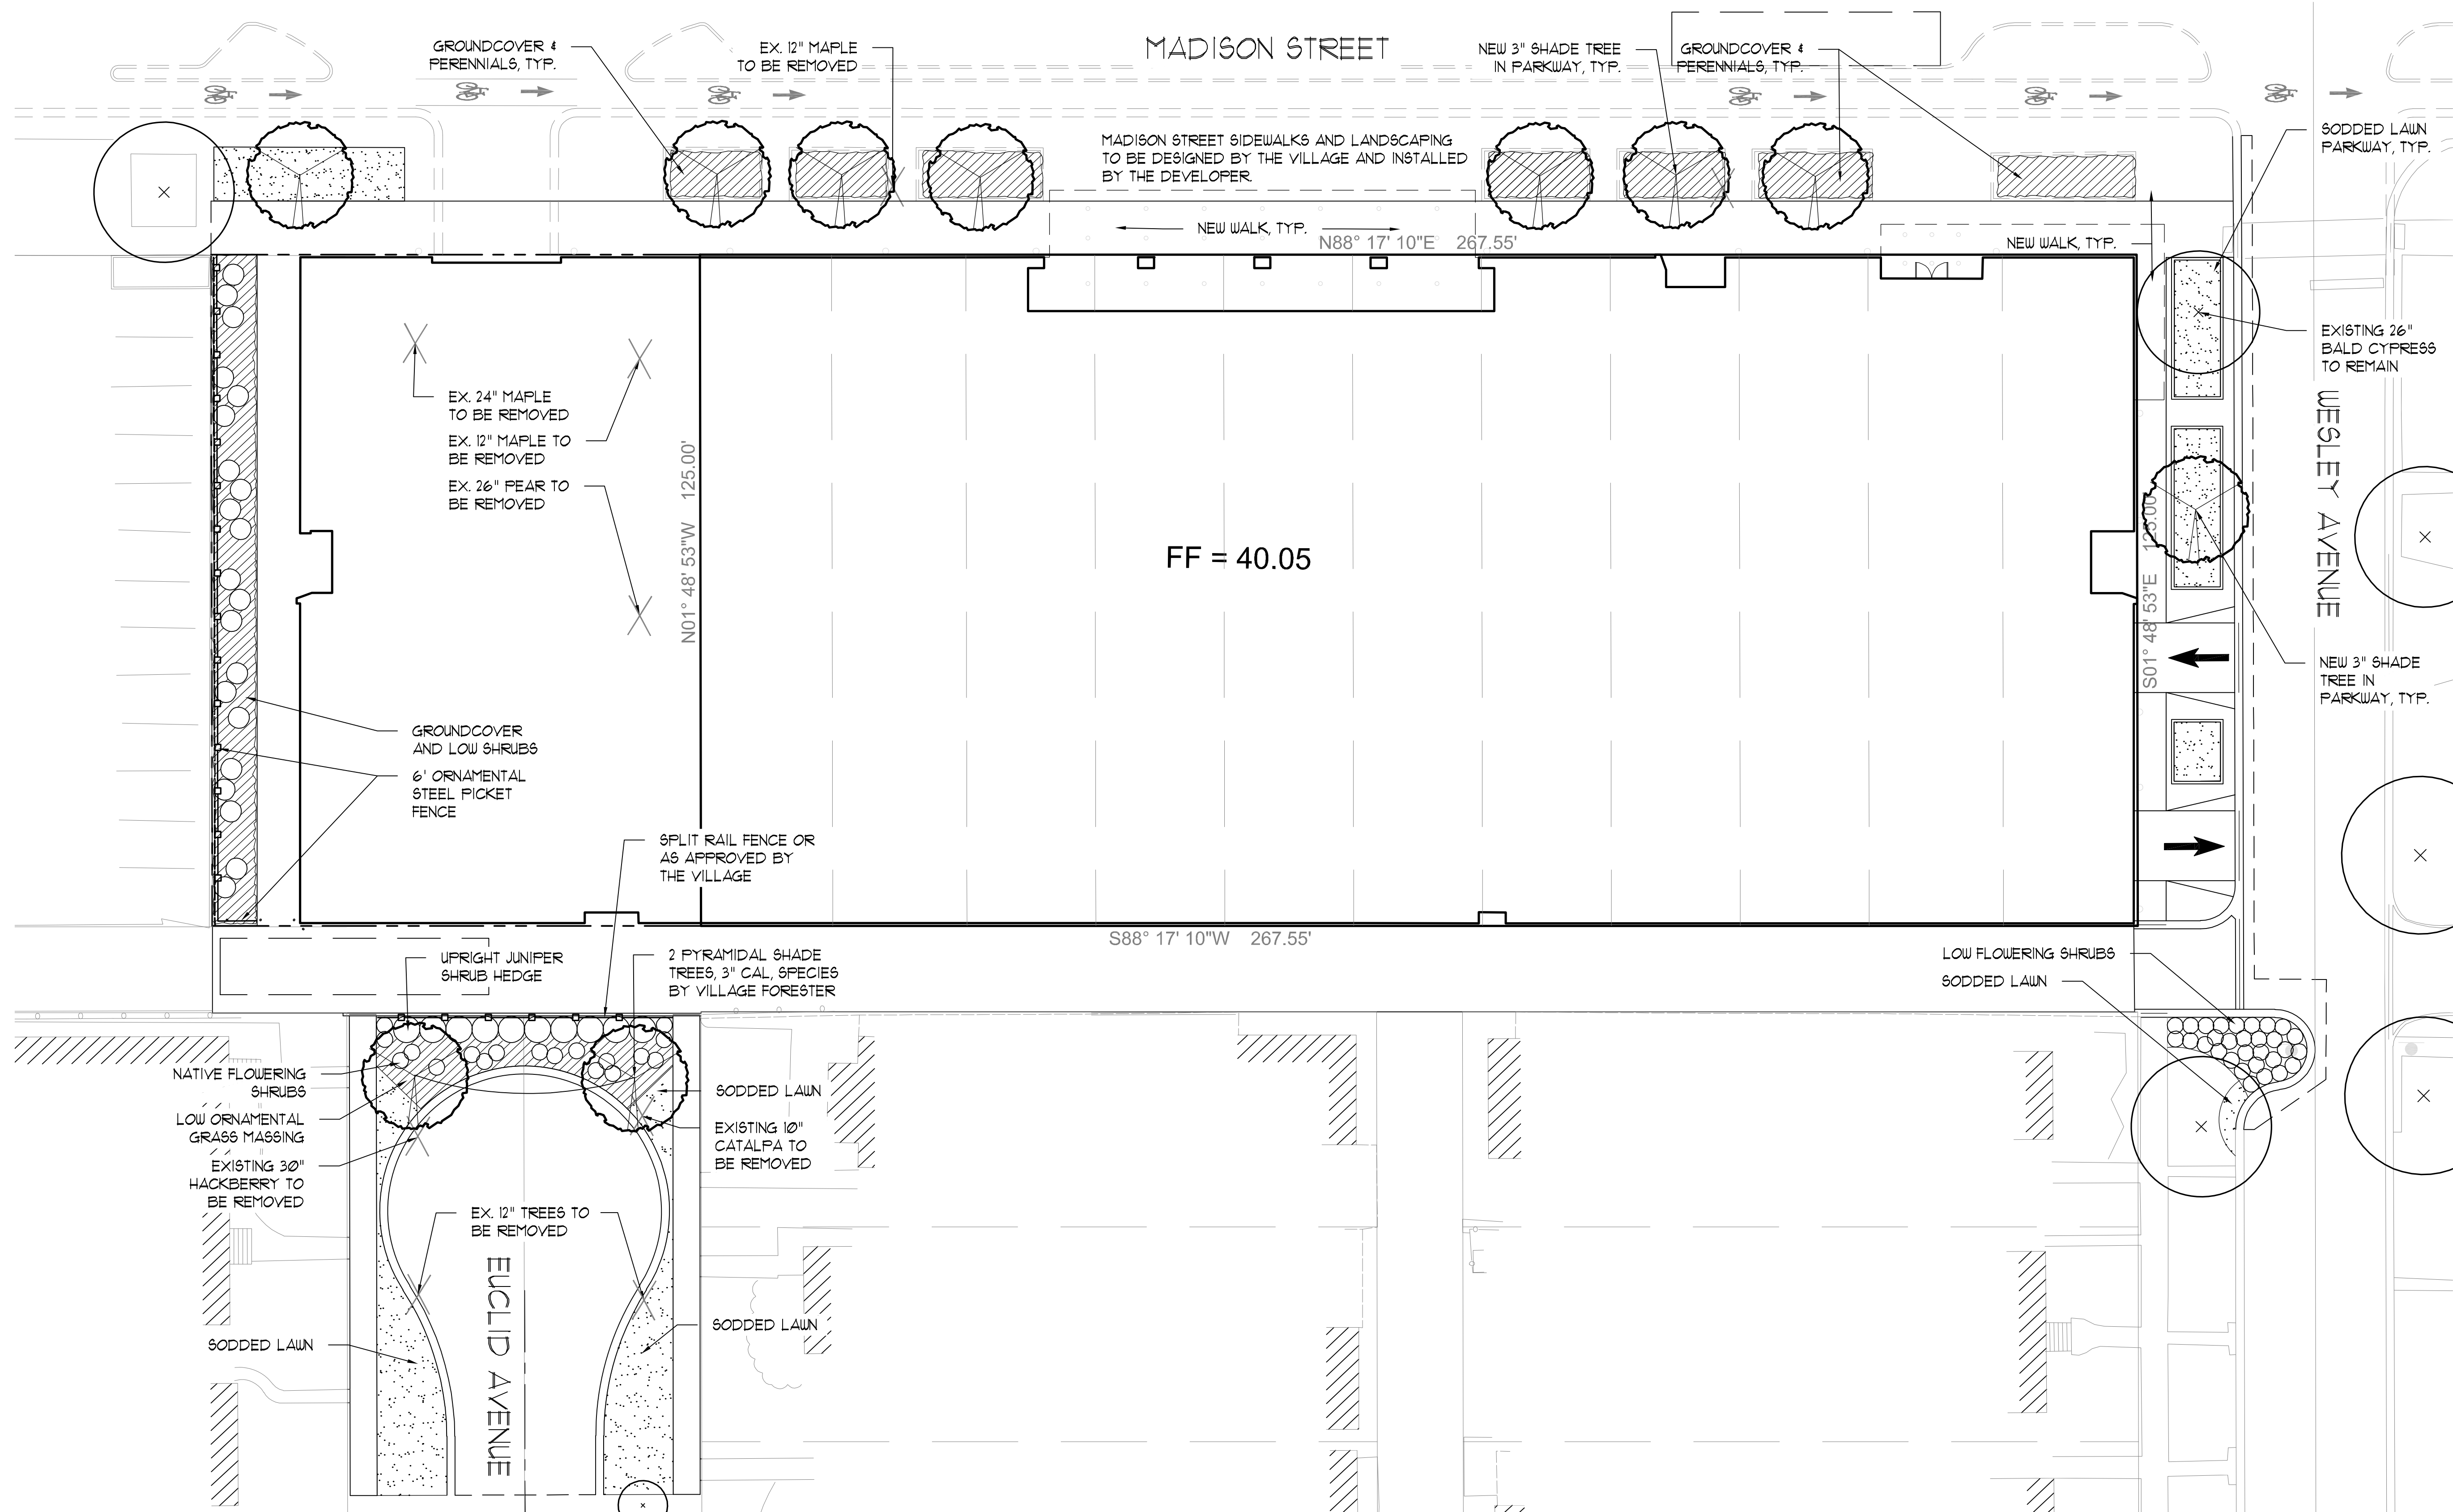 MADISON STREET
GROUNDCOVER &
PERENNIALS, TYP.
EX. 12" MAPLE
TO BE REMOVED
NEW 3" SHADE TREE
IN PARKWAY, TYP.
GROUNDCOVER &
PERENNIALS, TYP.
SODDED LAWN
PARKWAY, TYP.
MADISON STREET SIDEWALKS AND LANDSCAPING
TO BE DESIGNED BY THE VILLAGE AND INSTALLED
BY THE DEVELOPER.
NEW WALK, TYP.
N88° 17' 10"E 267.55'
NEW WALK, TYP.
EXISTING 26"
BALD CYPRESS
TO REMAIN
WESLEY AVENUE
EX. 24" MAPLE
TO BE REMOVED
EX. 12" MAPLE TO
BE REMOVED
EX. 26" PEAR TO
BE REMOVED
N01° 48' 53"W 125.00'
FF = 40.05
S01° 48' 53"E 125.00'
NEW 3" SHADE
TREE IN
PARKWAY, TYP.
GROUNDCOVER
AND LOW SHRUBS
6' ORNAMENTAL
STEEL PICKET
FENCE
SPLIT RAIL FENCE OR
AS APPROVED BY
THE VILLAGE
S88° 17' 10"W 267.55'
UPRIGHT JUNIPER
SHRUB HEDGE
2 PYRAMIDAL SHADE
TREES, 3" CAL, SPECIES
BY VILLAGE FORESTER
LOW FLOWERING SHRUBS
SODDED LAWN
NATIVE FLOWERING
SHRUBS
LOW ORNAMENTAL
GRASS MASSING
EXISTING 30"
HACKBERRY TO
BE REMOVED
SODDED LAWN
EXISTING 10"
CATALPA TO
BE REMOVED
EX. 12" TREES TO
BE REMOVED
EUCLID AVENUE
SODDED LAWN
SODDED LAWN